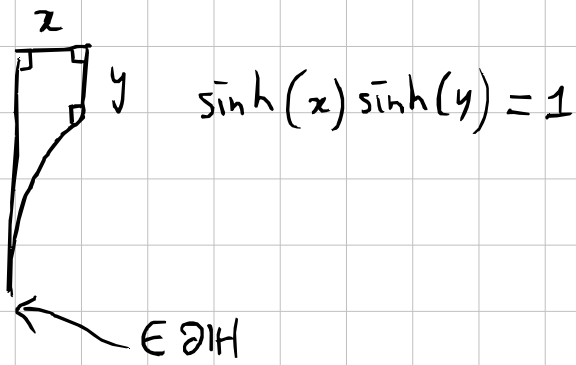 x
y
sinh(x) sinh(y) = 1
∈ ∂H